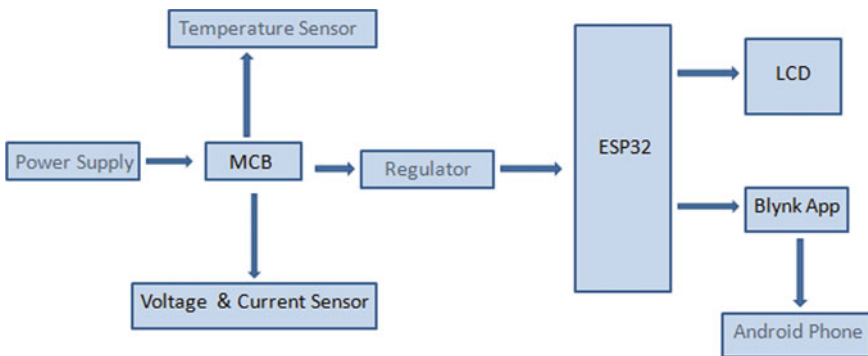 Temperature Sensor
LCD
ESP32
Power Supply
MCB
Regulator
Blynk App
Voltage & Current Sensor
Android Phone